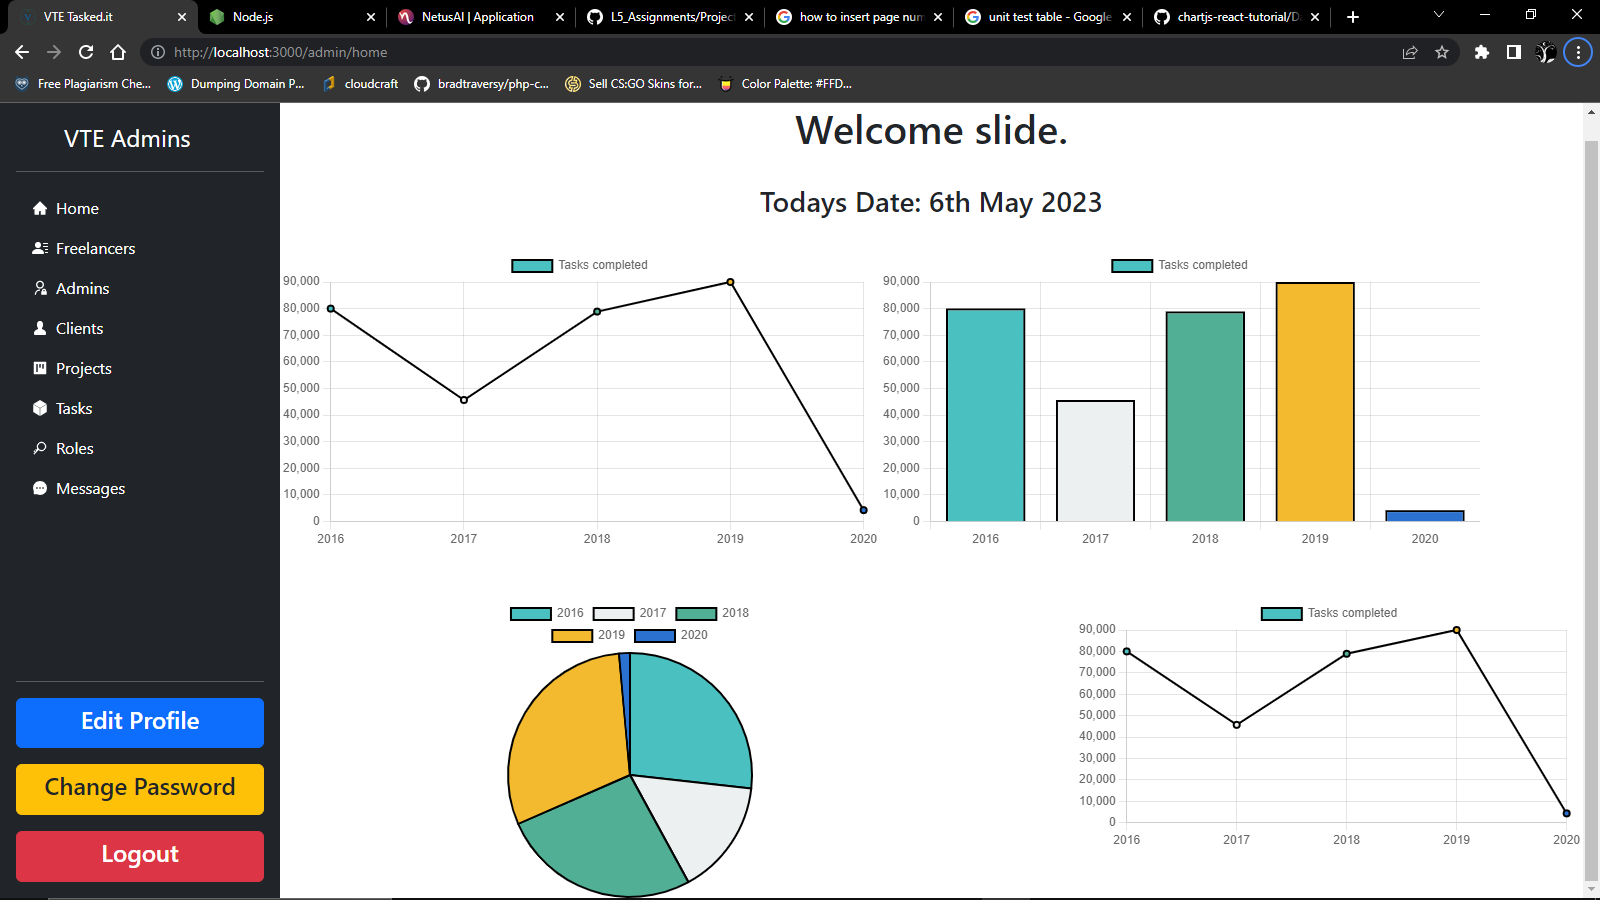 VTE Tasked.it
Node.js
NetusAI | Application
L5_Assignments/Project
how to insert page num
unit test table - Google
chartjs-react-tutorial/D
http://localhost:3000/admin/home
Free Plagiarism Che...
Dumping Domain P...
cloudcraft
bradtraversy/php-c...
Sell CS:GO Skins for...
Color Palette: #FFD...
VTE Admins
Home
Freelancers
Admins
Clients
Projects
Tasks
Roles
Messages
Edit Profile
Change Password
Logout
Welcome slide.
Todays Date: 6th May 2023
Tasks completed
90,000
80,000
70,000
60,000
50,000
40,000
30,000
20,000
10,000
0
2016 2017 2018 2019 2020
Tasks completed
90,000
80,000
70,000
60,000
50,000
40,000
30,000
20,000
10,000
0
2016 2017 2018 2019 2020
2016 2017 2018
2019 2020
Tasks completed
90,000
80,000
70,000
60,000
50,000
40,000
30,000
20,000
10,000
0
2016 2017 2018 2019 2020